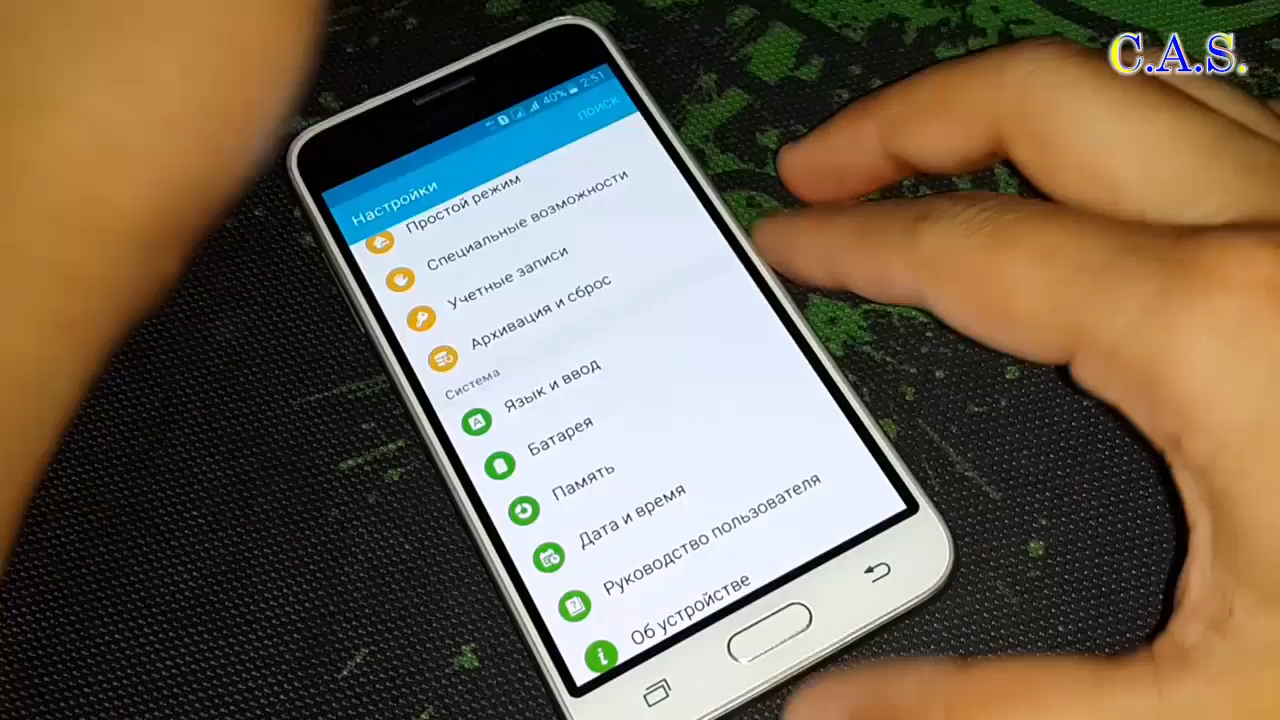 C.A.S.
40% 2:51
Настройки ПОИСК
Простой режим
Специальные возможности
Учетные записи
Архивация и сброс
Система
Язык и ввод
Батарея
Память
Дата и время
Руководство пользователя
Об устройстве